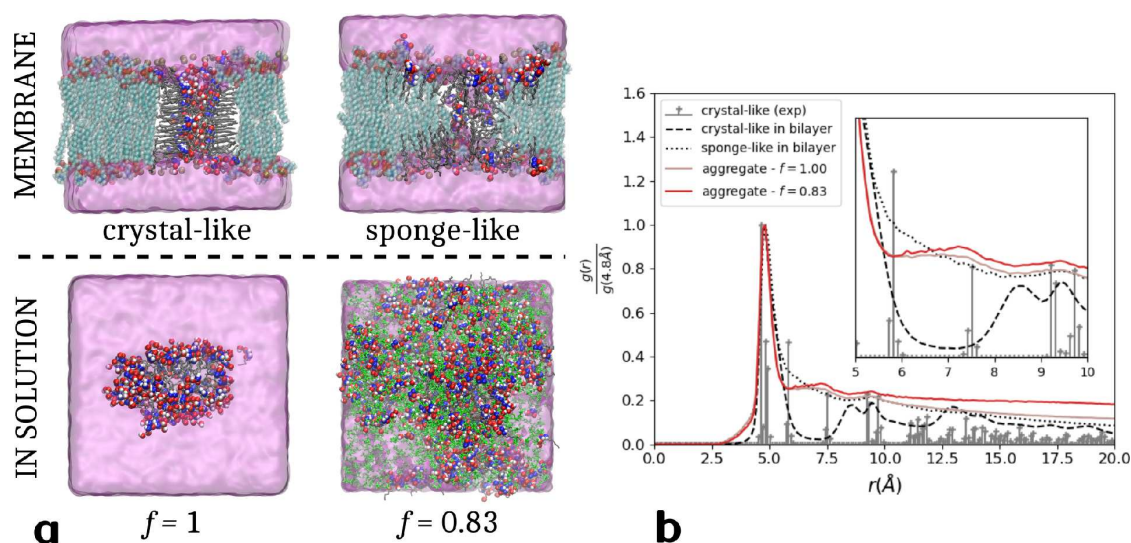 MEMBRANE
crystal-like
sponge-like
IN SOLUTION
f = 1
f = 0.83
a
1.6
1.4
1.2
1.0
0.8
0.6
0.4
0.2
0.0
g(r)
g(4.8Å)
crystal-like (exp)
crystal-like in bilayer
sponge-like in bilayer
aggregate - f = 1.00
aggregate - f = 0.83
5 6 7 8 9 10
0.0 2.5 5.0 7.5 10.0 12.5 15.0 17.5 20.0
r(Å)
b